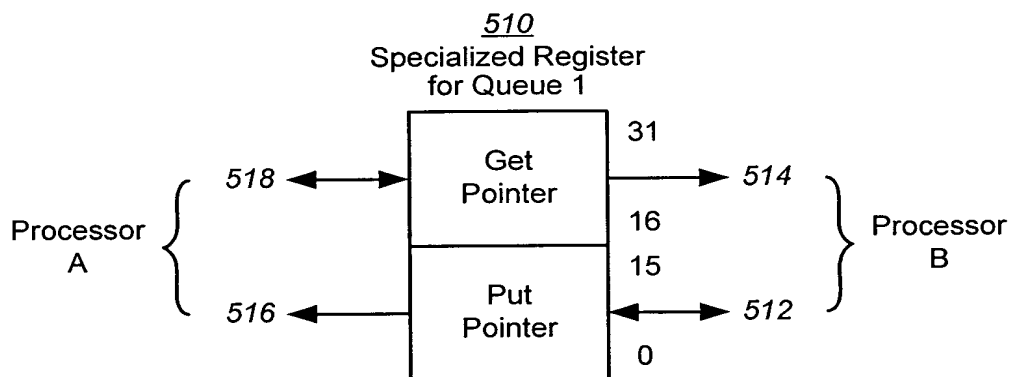 510
Specialized Register
for Queue 1
31
Get
Pointer
518
514
16
Processor
A
Processor
B
15
Put
Pointer
516
512
0